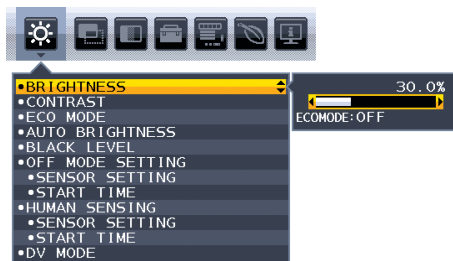 •BRIGHTNESS
30.0%
•CONTRAST
•ECO MODE
ECOMODE:OFF
•AUTO BRIGHTNESS
•BLACK LEVEL
•OFF MODE SETTING
•SENSOR SETTING
•START TIME
•HUMAN SENSING
•SENSOR SETTING
•START TIME
•DV MODE